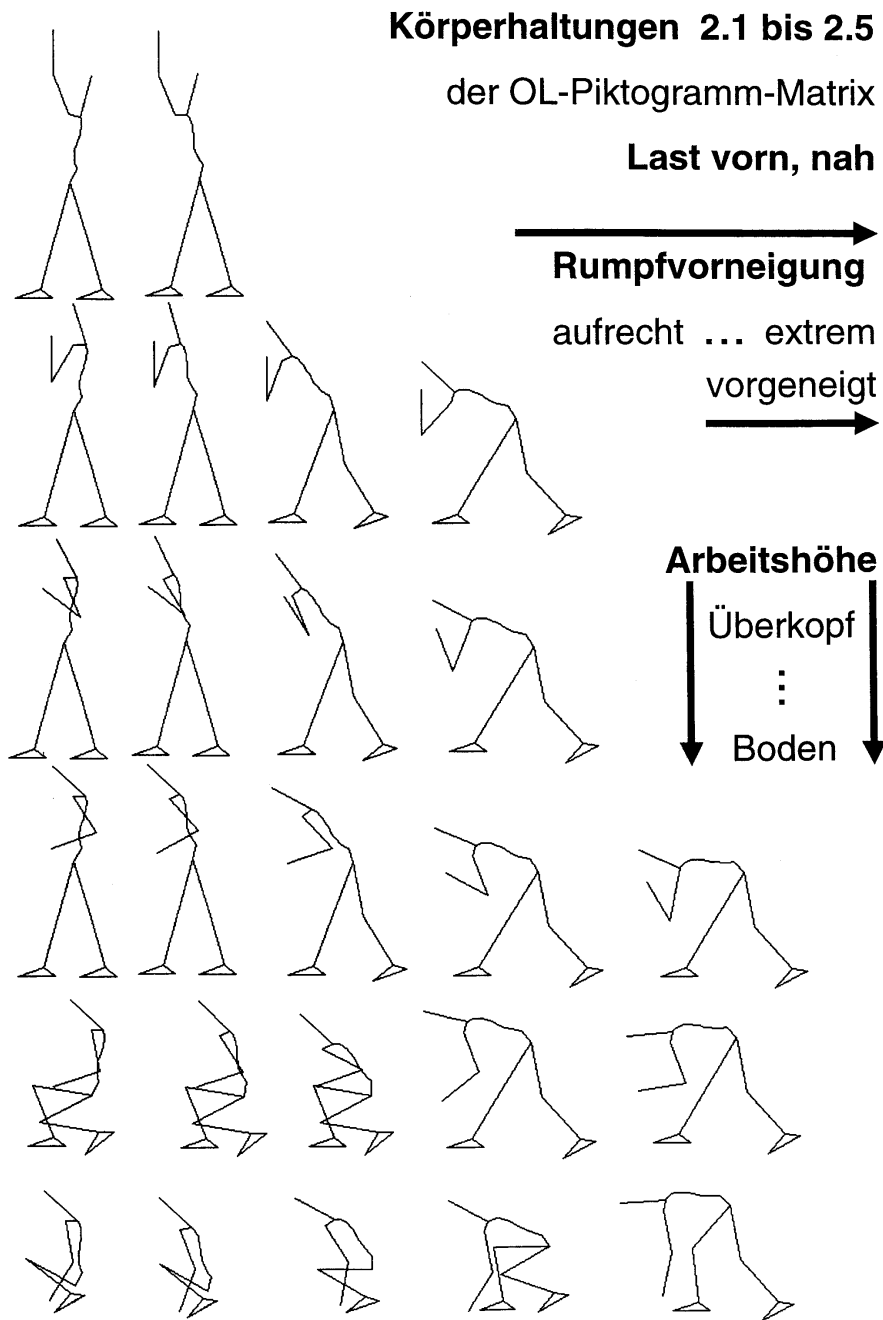 Körperhaltungen 2.1 bis 2.5
der OL-Piktogramm-Matrix
Last vorn, nah
Rumpfvorneigung
aufrecht ... extrem
vorgeneigt
Arbeitshöhe
Überkopf
⋮
Boden